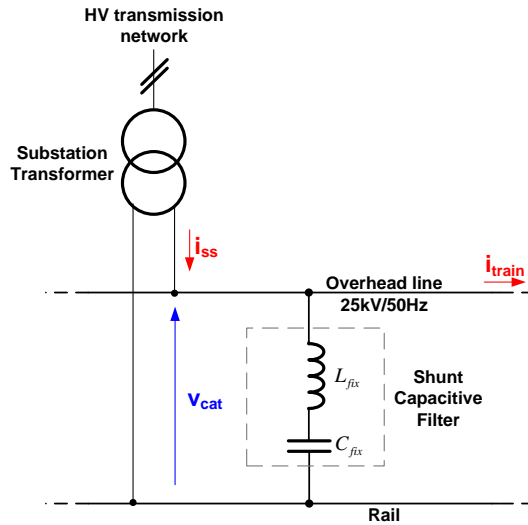 HV transmission
network
Substation
Transformer
iss
itrain
Overhead line
25kV/50Hz
vcat
Lfix
Cfix
Shunt
Capacitive
Filter
Rail